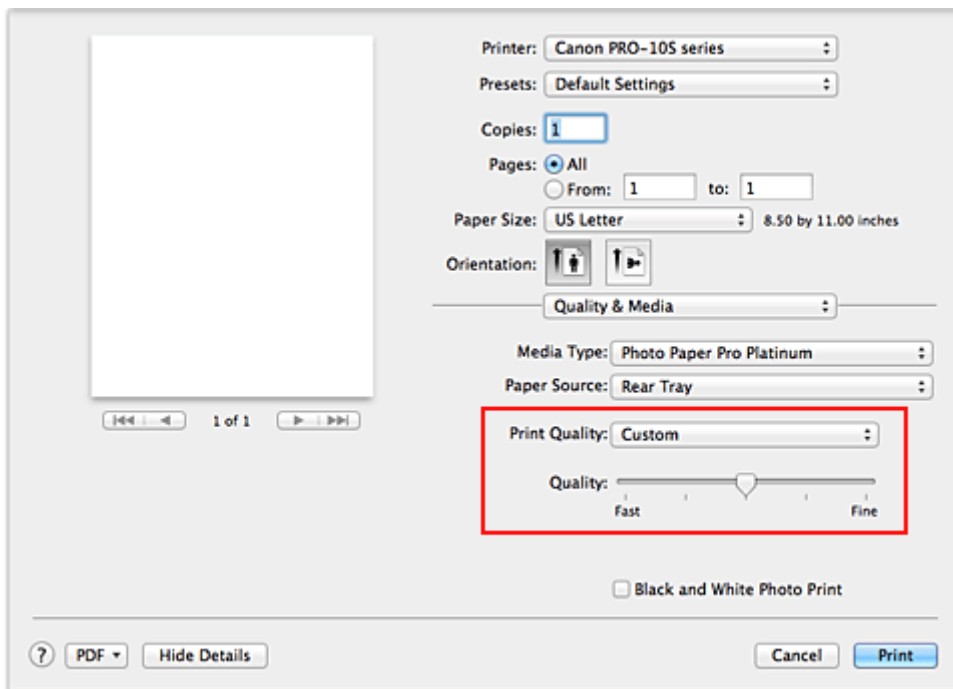 Printer: Canon PRO-10S series
Presets: Default Settings
Copies: 1
Pages: All
From: 1 to: 1
Paper Size: US Letter 8.50 by 11.00 inches
Orientation:
Quality & Media
Media Type: Photo Paper Pro Platinum
Paper Source: Rear Tray
1 of 1
Print Quality: Custom
Quality:
Fast Fine
Black and White Photo Print
? PDF Hide Details Cancel Print